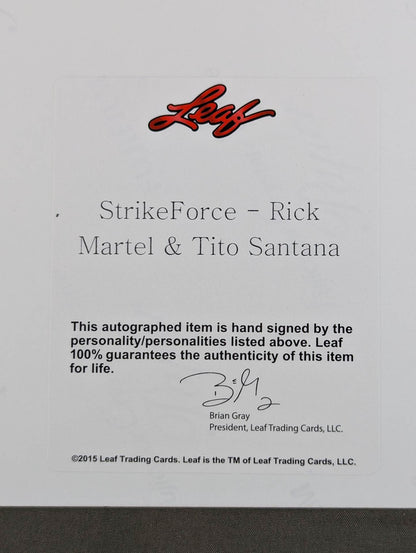 Leaf
StrikeForce - Rick
Martel & Tito Santana
This autographed item is hand signed by the
personality/personalities listed above. Leaf
100% guarantees the authenticity of this item
for life.
Brian Gray
President, Leaf Trading Cards, LLC.
©2015 Leaf Trading Cards. Leaf is the TM of Leaf Trading Cards, LLC.